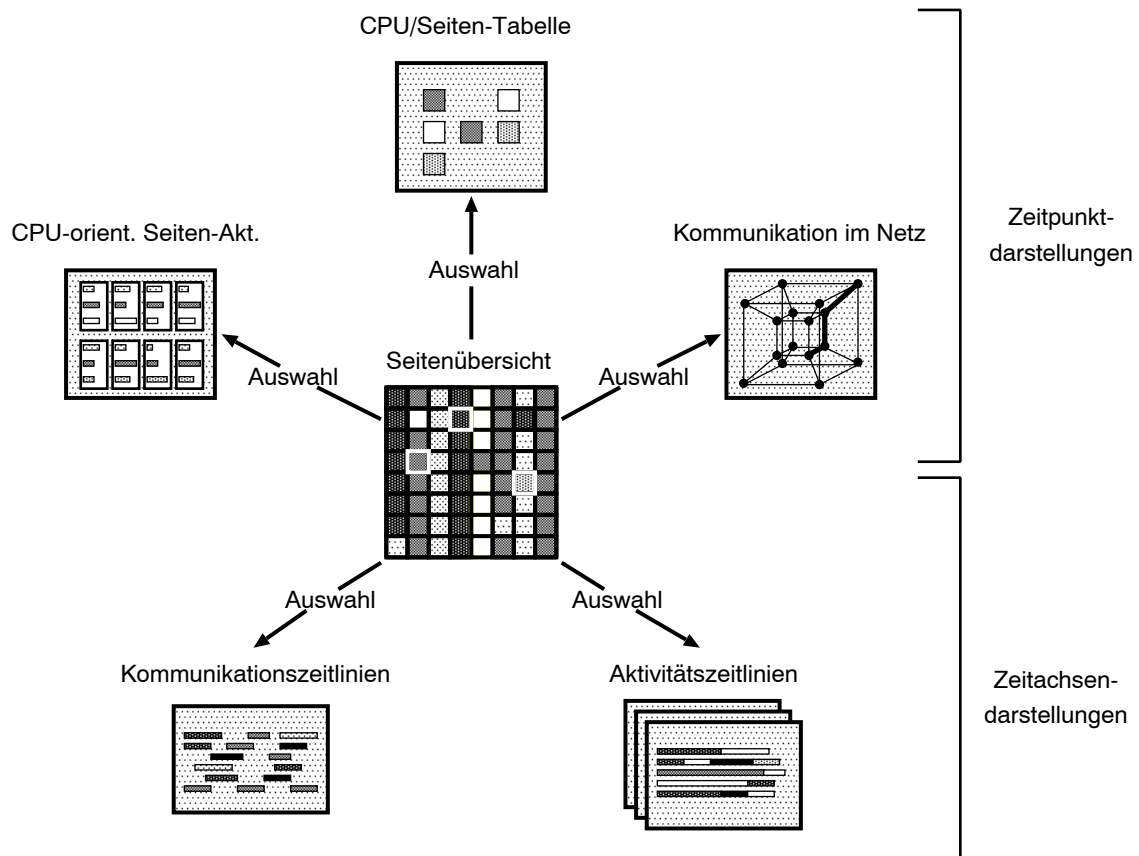 CPU/Seiten-Tabelle
CPU-orient. Seiten-Akt.
Kommunikation im Netz
Zeitpunkt-
darstellungen
Auswahl
Seitenübersicht
Auswahl
Auswahl
Auswahl
Auswahl
Kommunikationszeitlinien
Aktivitätszeitlinien
Zeitachsen-
darstellungen